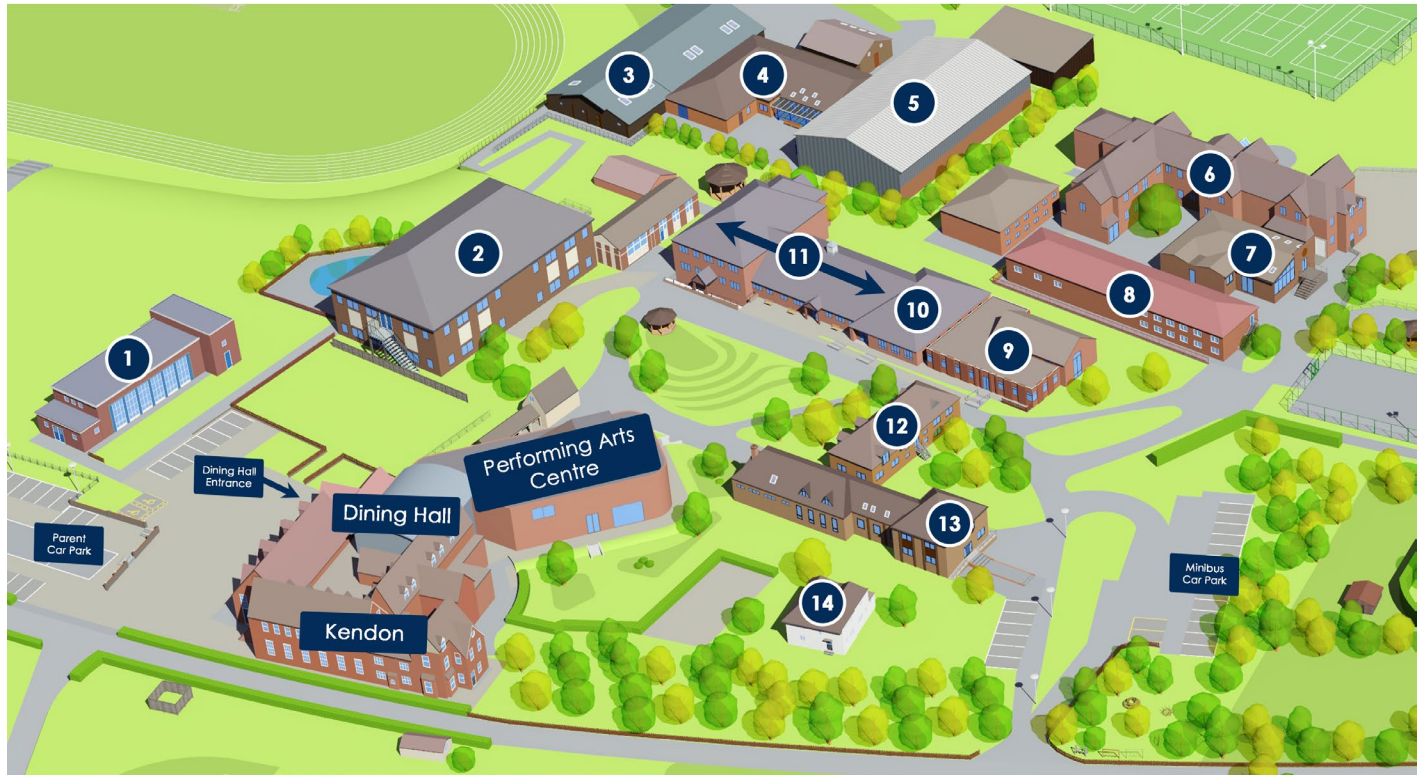 3
4
5
6
2
7
11
8
10
1
9
12
Performing Arts
Centre
Dining Hall
Entrance
Dining Hall
13
Parent
Car Park
Minibus
Car Park
14
Kendon